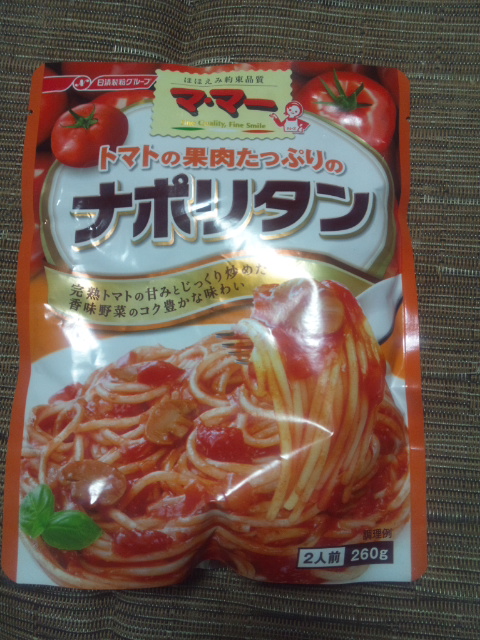 日清製粉グループ
ほほえみ約束品質
マ・マー
Fine Quality, Fine Smile
トマトの果肉たっぷりの
ナポリタン
完熟トマトの甘みとじっくり炒めた
香味野菜のコク豊かな味わい
調理例
2人前 260g